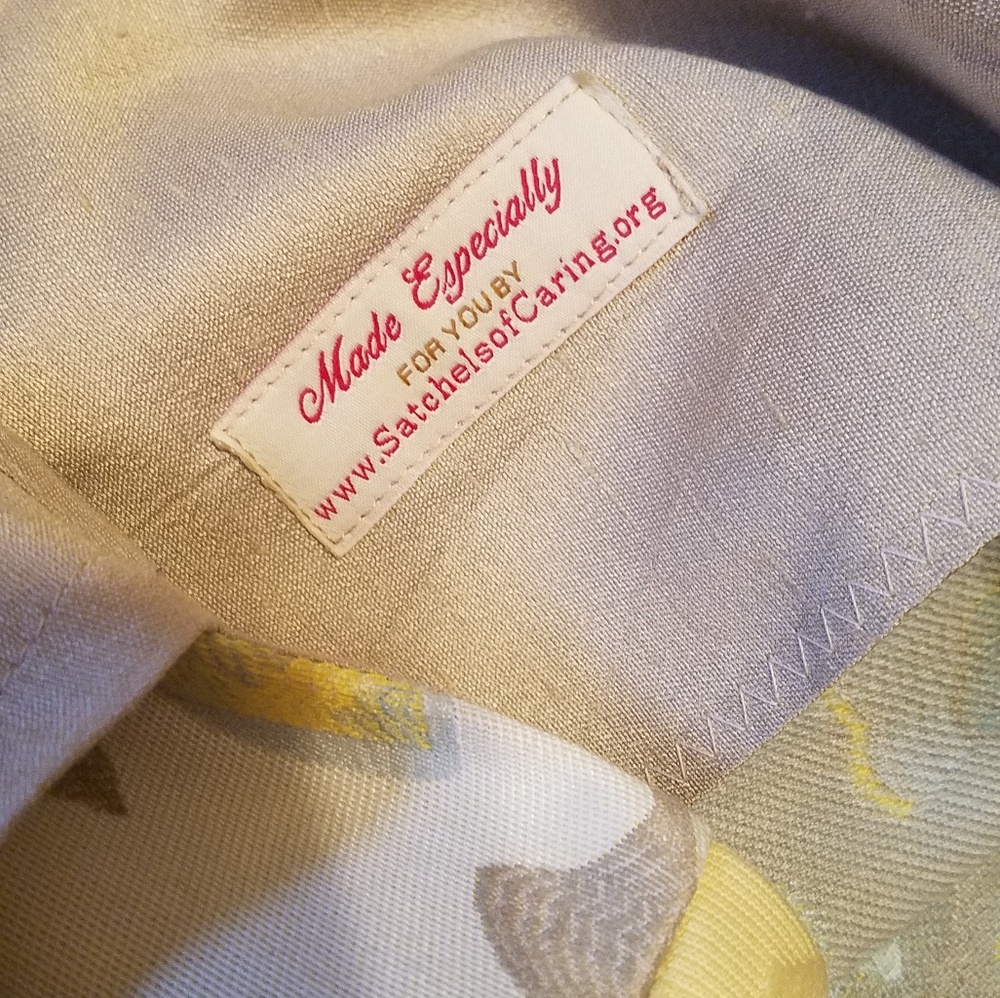 Made Especially
FOR YOU BY
www.SatchelsofCaring.org